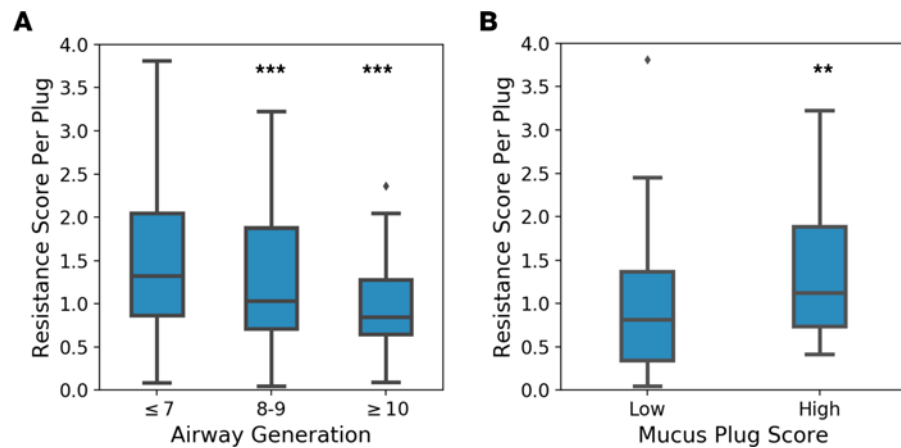 A
B
Resistance Score Per Plug
4.0
3.5
3.0
2.5
2.0
1.5
1.0
0.5
0.0
*** ***
≤ 7 8-9 ≥ 10
Airway Generation
Resistance Score Per Plug
4.0
3.5
3.0
2.5
2.0
1.5
1.0
0.5
0.0
**
Low High
Mucus Plug Score